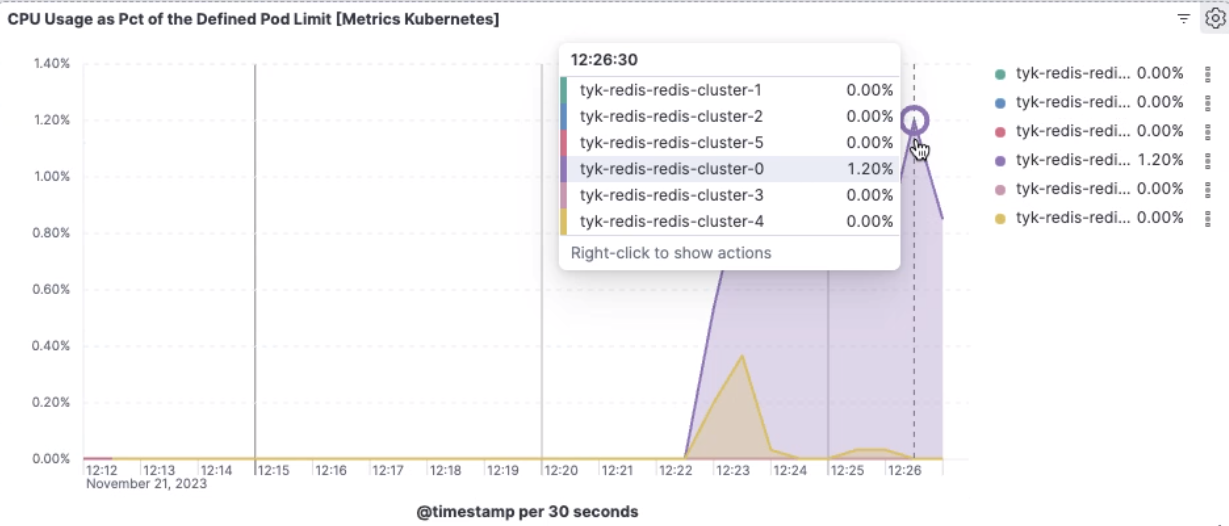 CPU Usage as Pct of the Defined Pod Limit [Metrics Kubernetes]
1.40%
1.20%
1.00%
0.80%
0.60%
0.40%
0.20%
0.00%
12:26:30
tyk-redis-redis-cluster-1 0.00%
tyk-redis-redis-cluster-2 0.00%
tyk-redis-redis-cluster-5 0.00%
tyk-redis-redis-cluster-0 1.20%
tyk-redis-redis-cluster-3 0.00%
tyk-redis-redis-cluster-4 0.00%
Right-click to show actions
tyk-redis-redi... 0.00%
tyk-redis-redi... 0.00%
tyk-redis-redi... 0.00%
tyk-redis-redi... 1.20%
tyk-redis-redi... 0.00%
tyk-redis-redi... 0.00%
12:12 12:13 12:14 12:15 12:16 12:17 12:18 12:19 12:20 12:21 12:22 12:23 12:24 12:25 12:26
November 21, 2023
@timestamp per 30 seconds